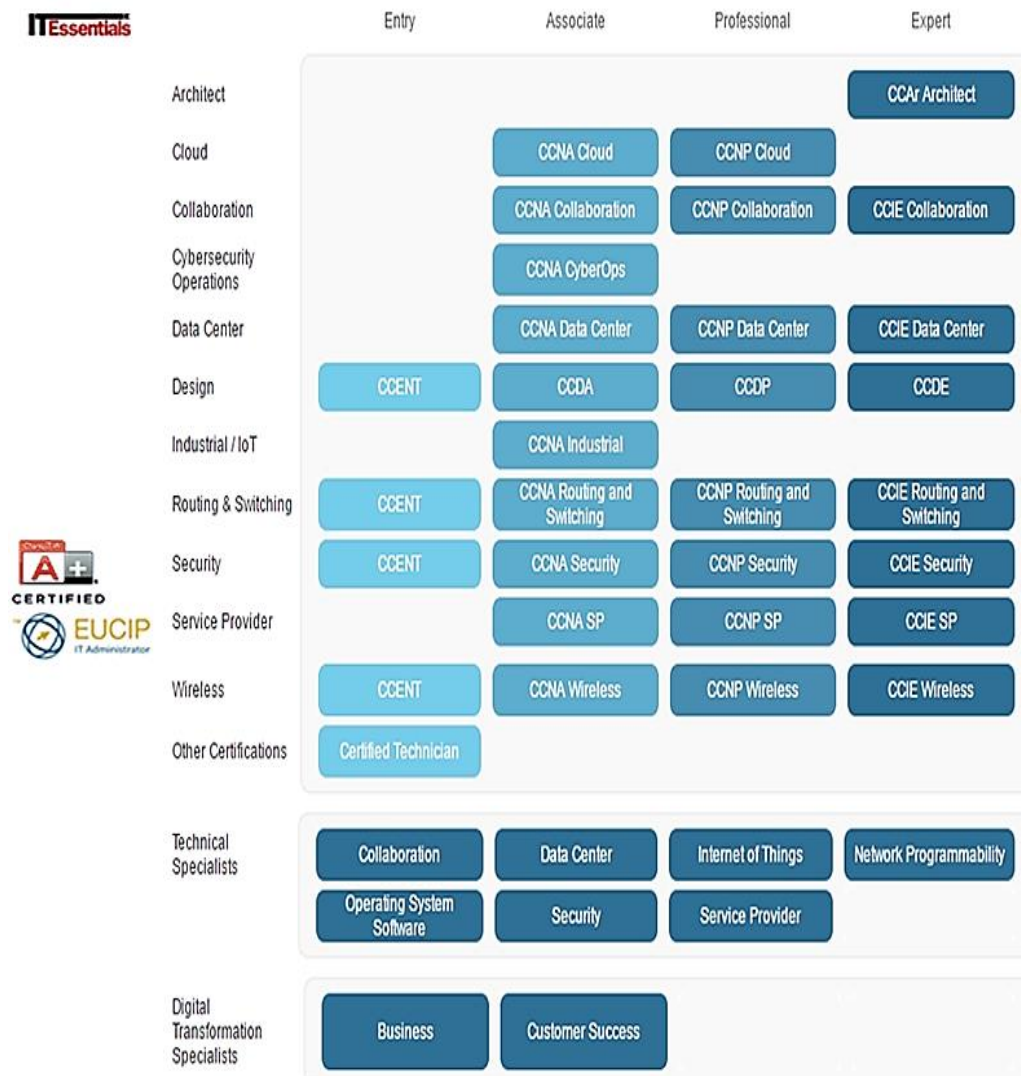 ITEssentials
Entry Associate Professional Expert
Architect CCAr Architect
Cloud CCNA Cloud CCNP Cloud
Collaboration CCNA Collaboration CCNP Collaboration CCIE Collaboration
Cybersecurity
Operations
CCNA CyberOps
Data Center CCNA Data Center CCNP Data Center CCIE Data Center
Design CCENT CCDA CCDP CCDE
Industrial / IoT CCNA Industrial
Routing & Switching CCENT
CCNA Routing and
Switching
CCNP Routing and
Switching
CCIE Routing and
Switching
A+
CERTIFIED
Security CCENT CCNA Security CCNP Security CCIE Security
EUCIP
IT Administrator
Service Provider CCNA SP CCNP SP CCIE SP
Wireless CCENT CCNA Wireless CCNP Wireless CCIE Wireless
Other Certifications Certified Technician
Technical
Specialists
Collaboration Data Center Internet of Things Network Programmability
Operating System
Software
Security Service Provider
Digital
Transformation
Specialists
Business Customer Success